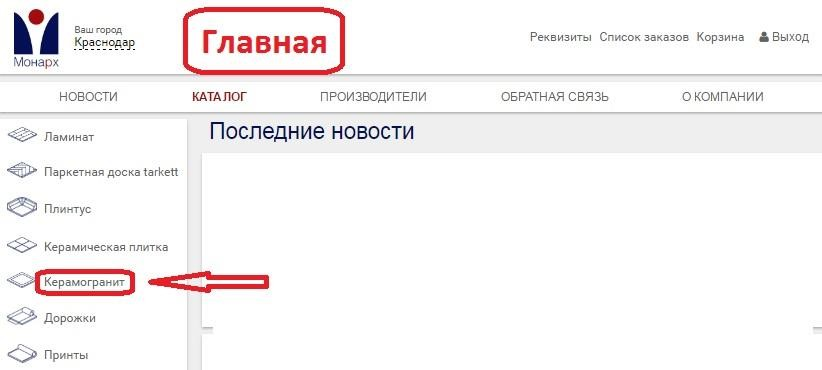 Ваш город
Краснодар
Главная
Реквизиты Список заказов Корзина Выход
Монарх
НОВОСТИ КАТАЛОГ ПРОИЗВОДИТЕЛИ ОБРАТНАЯ СВЯЗЬ О КОМПАНИИ
Последние новости
Ламинат
Паркетная доска tarkett
Плинтус
Керамическая плитка
Керамогранит
Дорожки
Принты